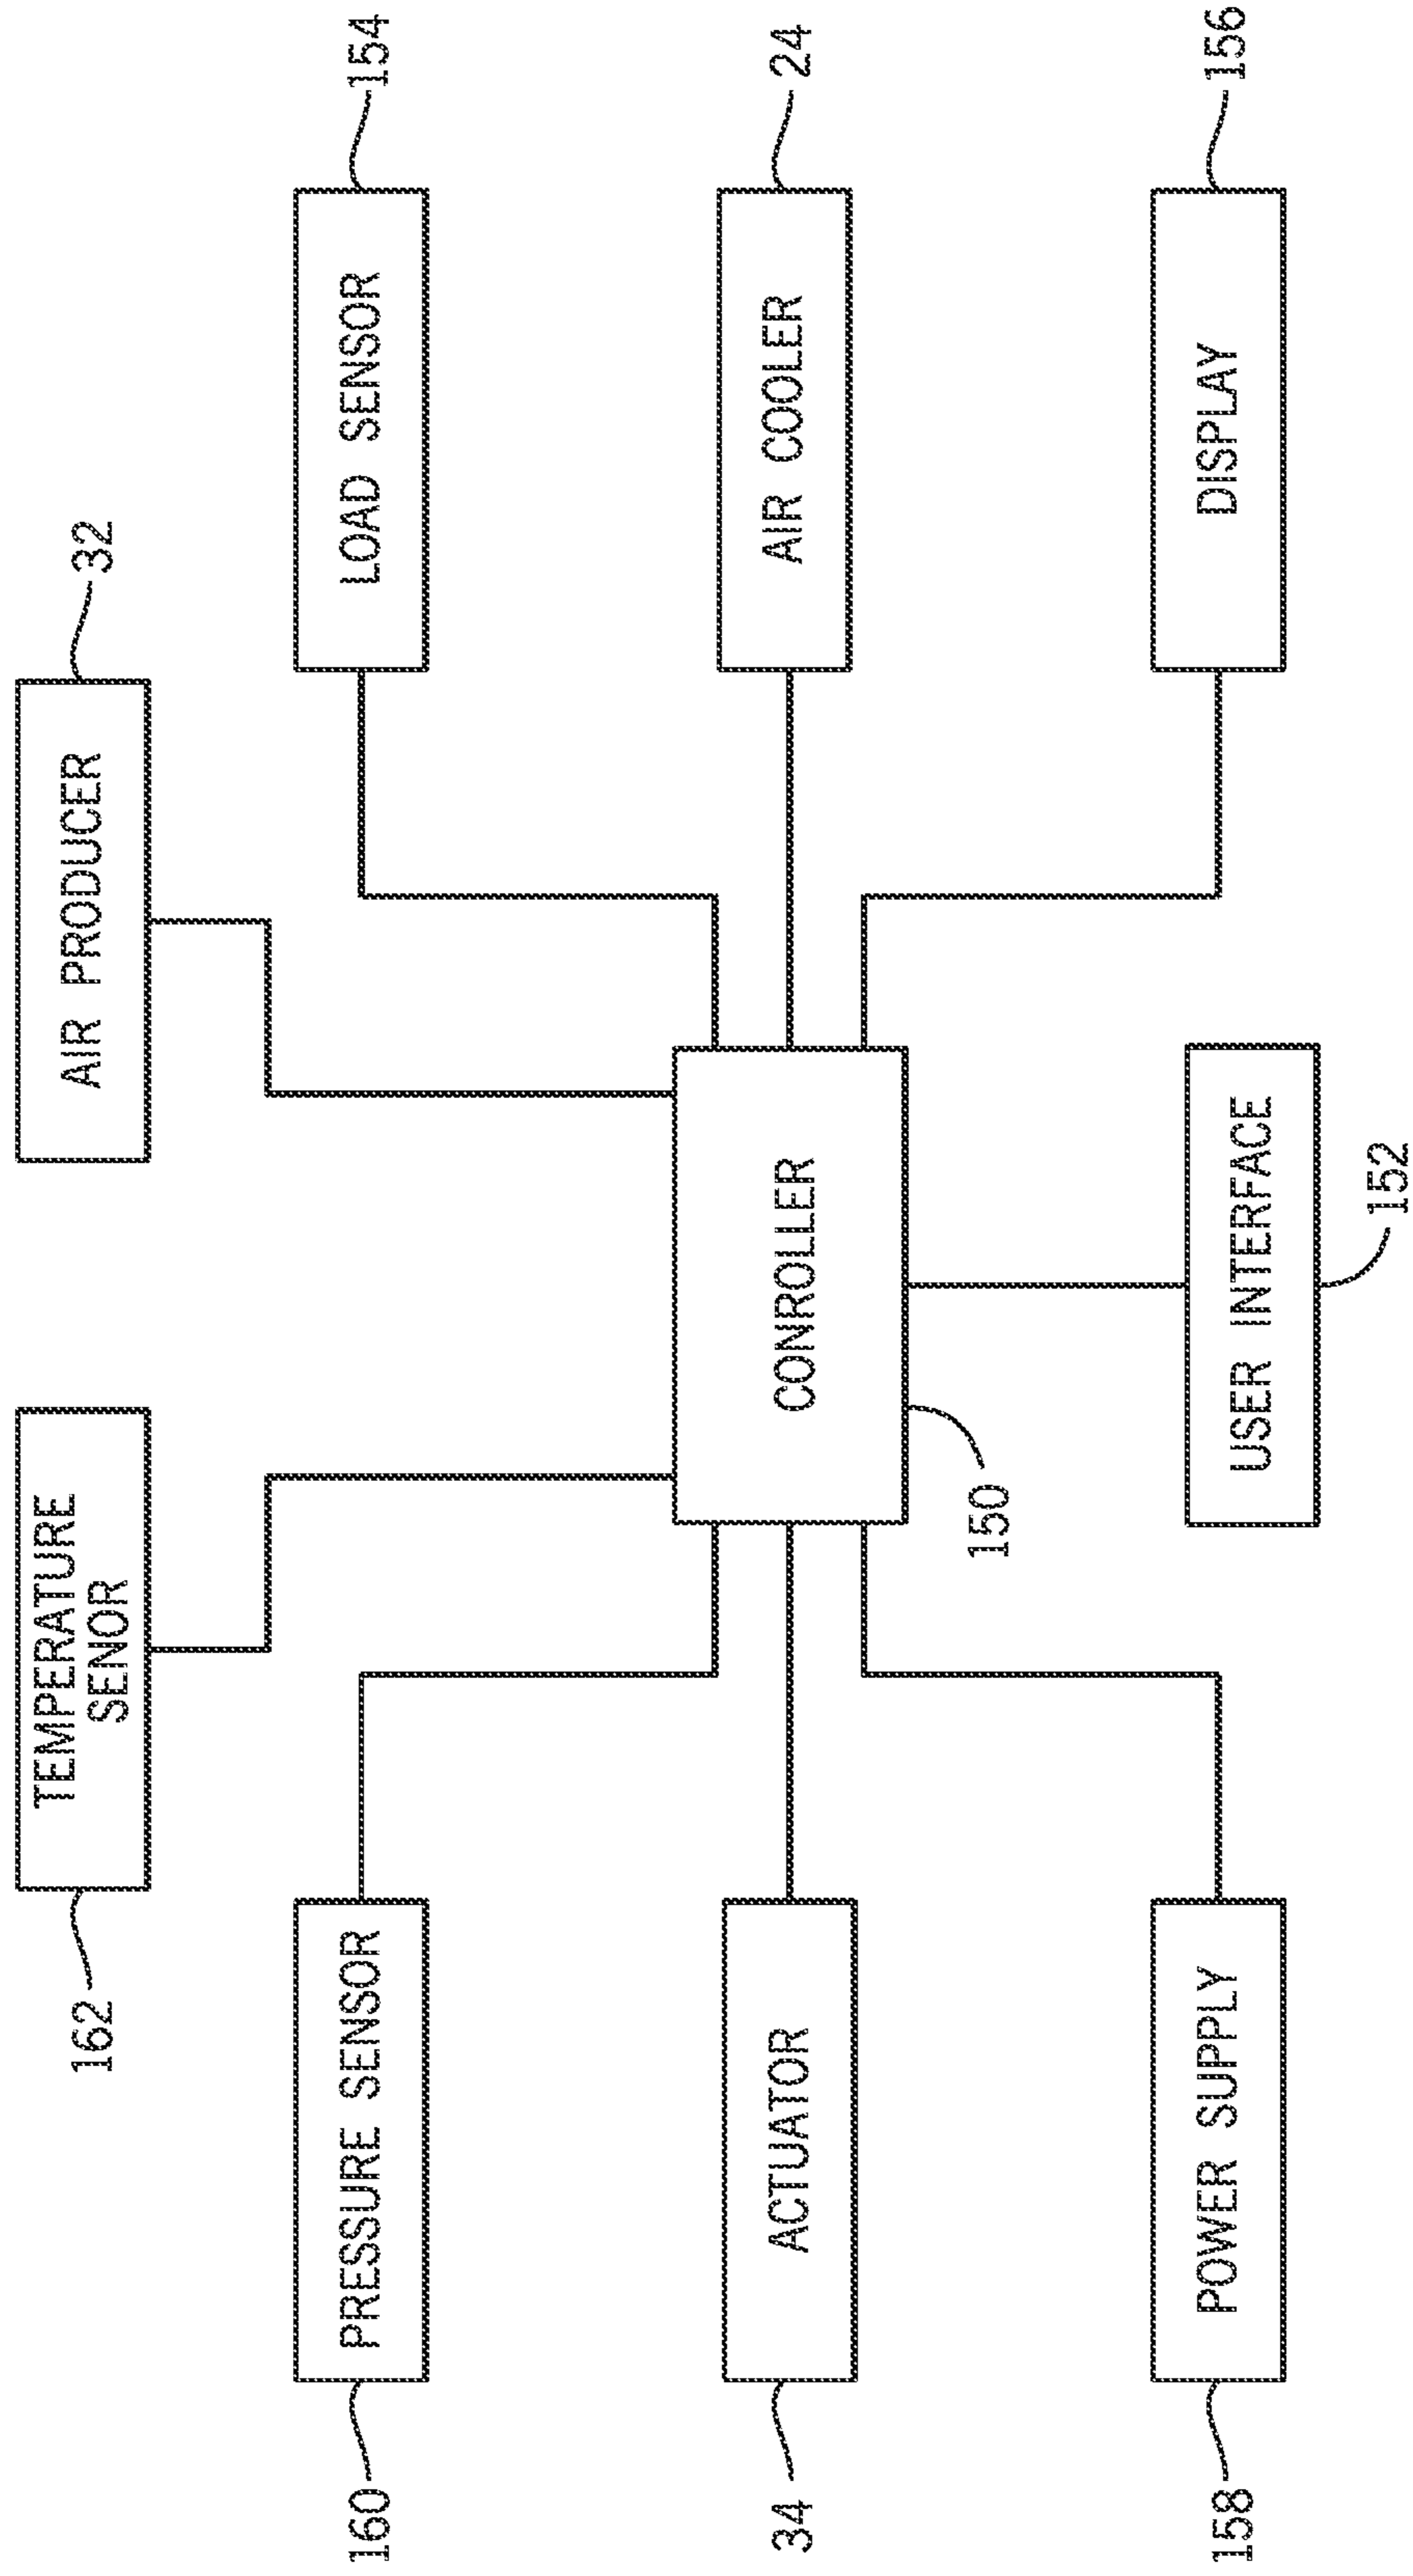 162
TEMPERATURE
SENOR
AIR PRODUCER
32
160
PRESSURE SENSOR
LOAD SENSOR
154
34
ACTUATOR
CONROLLER
AIR COOLER
24
150
158
POWER SUPPLY
USER INTERFACE
DISPLAY
156
152